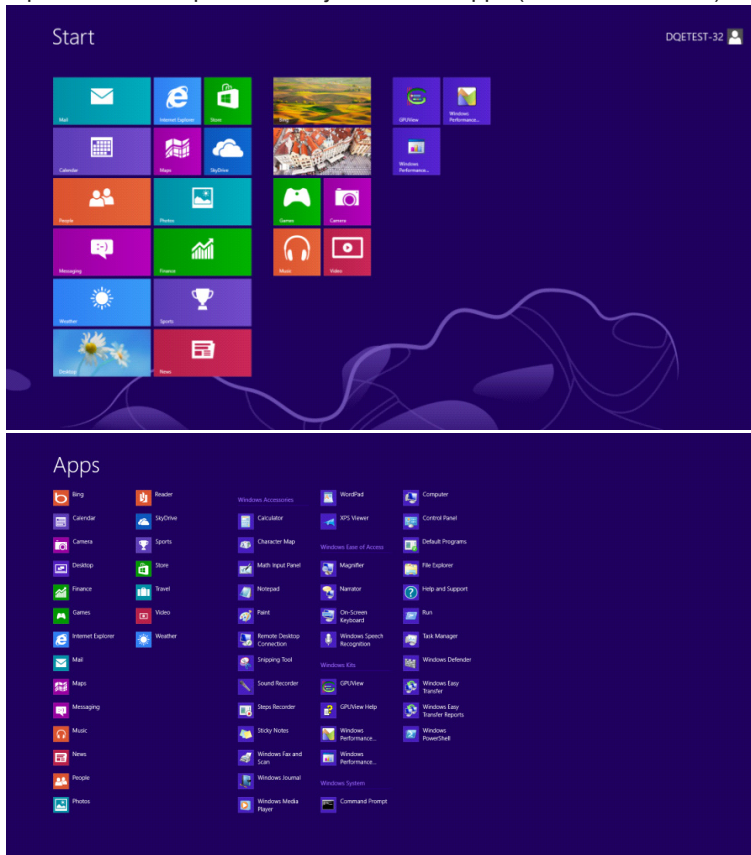 Start
DQETEST-32
Mail
Internet Explorer
Store
Bing
GPUView
Windows
Performance...
Calendar
Maps
SkyDrive
Windows
Performance...
People
Photos
Games
Camera
Messaging
Finance
Music
Video
Weather
Sports
Desktop
News
Apps
Bing
Calendar
Camera
Desktop
Finance
Games
Internet Explorer
Mail
Maps
Messaging
Music
News
People
Photos
Reader
SkyDrive
Sports
Store
Travel
Video
Weather
Windows Accessories
Calculator
Character Map
Math Input Panel
Notepad
Paint
Remote Desktop
Connection
Snipping Tool
Sound Recorder
Steps Recorder
Sticky Notes
Windows Fax and
Scan
Windows Journal
Windows Media
Player
WordPad
XPS Viewer
Windows Ease of Access
Magnifier
Narrator
On-Screen
Keyboard
Windows Speech
Recognition
Windows Kits
GPUView
GPUView Help
Windows
Performance...
Windows
Performance...
Windows System
Command Prompt
Computer
Control Panel
Default Programs
File Explorer
Help and Support
Run
Task Manager
Windows Defender
Windows Easy
Transfer
Windows Easy
Transfer Reports
Windows
PowerShell